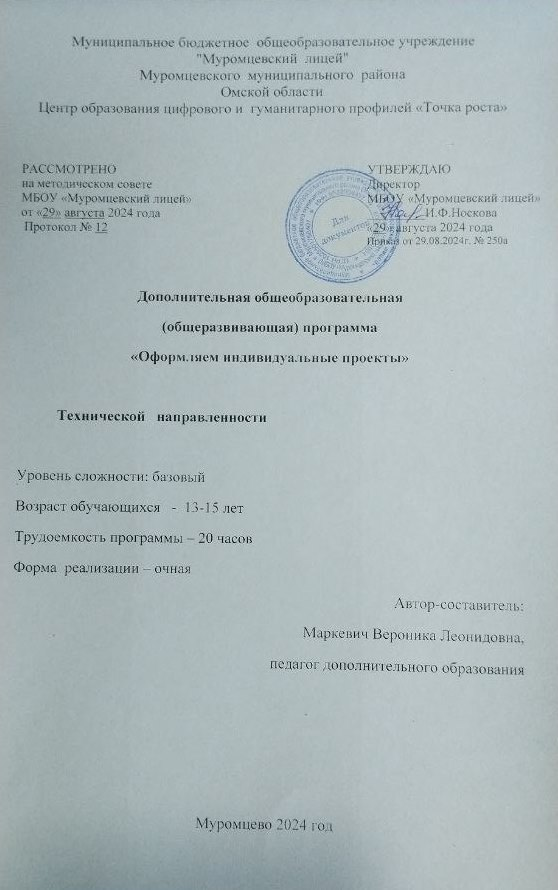 Муниципальное бюджетное общеобразовательное учреждение
"Муромцевский лицей"
Муромцевского муниципального района
Омской области
Центр образования цифрового и гуманитарного профилей «Точка роста»
РАССМОТРЕНО
на методическом совете
МБОУ «Муромцевский лицей»
от «29» августа 2024 года
Протокол № 12
УТВЕРЖДАЮ
Директор
МБОУ «Муромцевский лицей»
И.Ф.Носкова
«29» августа 2024 года
Приказ от 29.08.2024г. № 250а
Для
документов
Дополнительная общеобразовательная
(общеразвивающая) программа
«Оформляем индивидуальные проекты»
Технической направленности
Уровень сложности: базовый
Возраст обучающихся - 13-15 лет
Трудоемкость программы – 20 часов
Форма реализации – очная
Автор-составитель:
Маркевич Вероника Леонидовна,
педагог дополнительного образования
Муромцево 2024 год